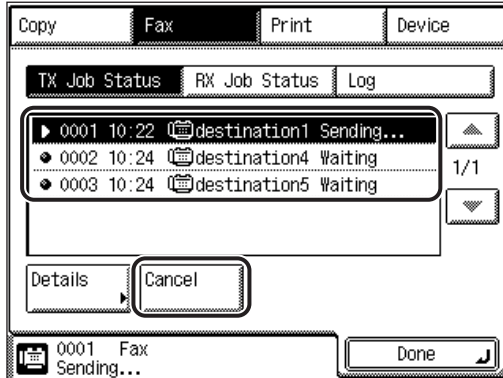 Copy Fax Print Device
TX Job Status RX Job Status Log
0001 10:22 destination1 Sending...
0002 10:24 destination4 Waiting
0003 10:24 destination5 Waiting
1/1
Details Cancel
0001 Fax
Sending...
Done